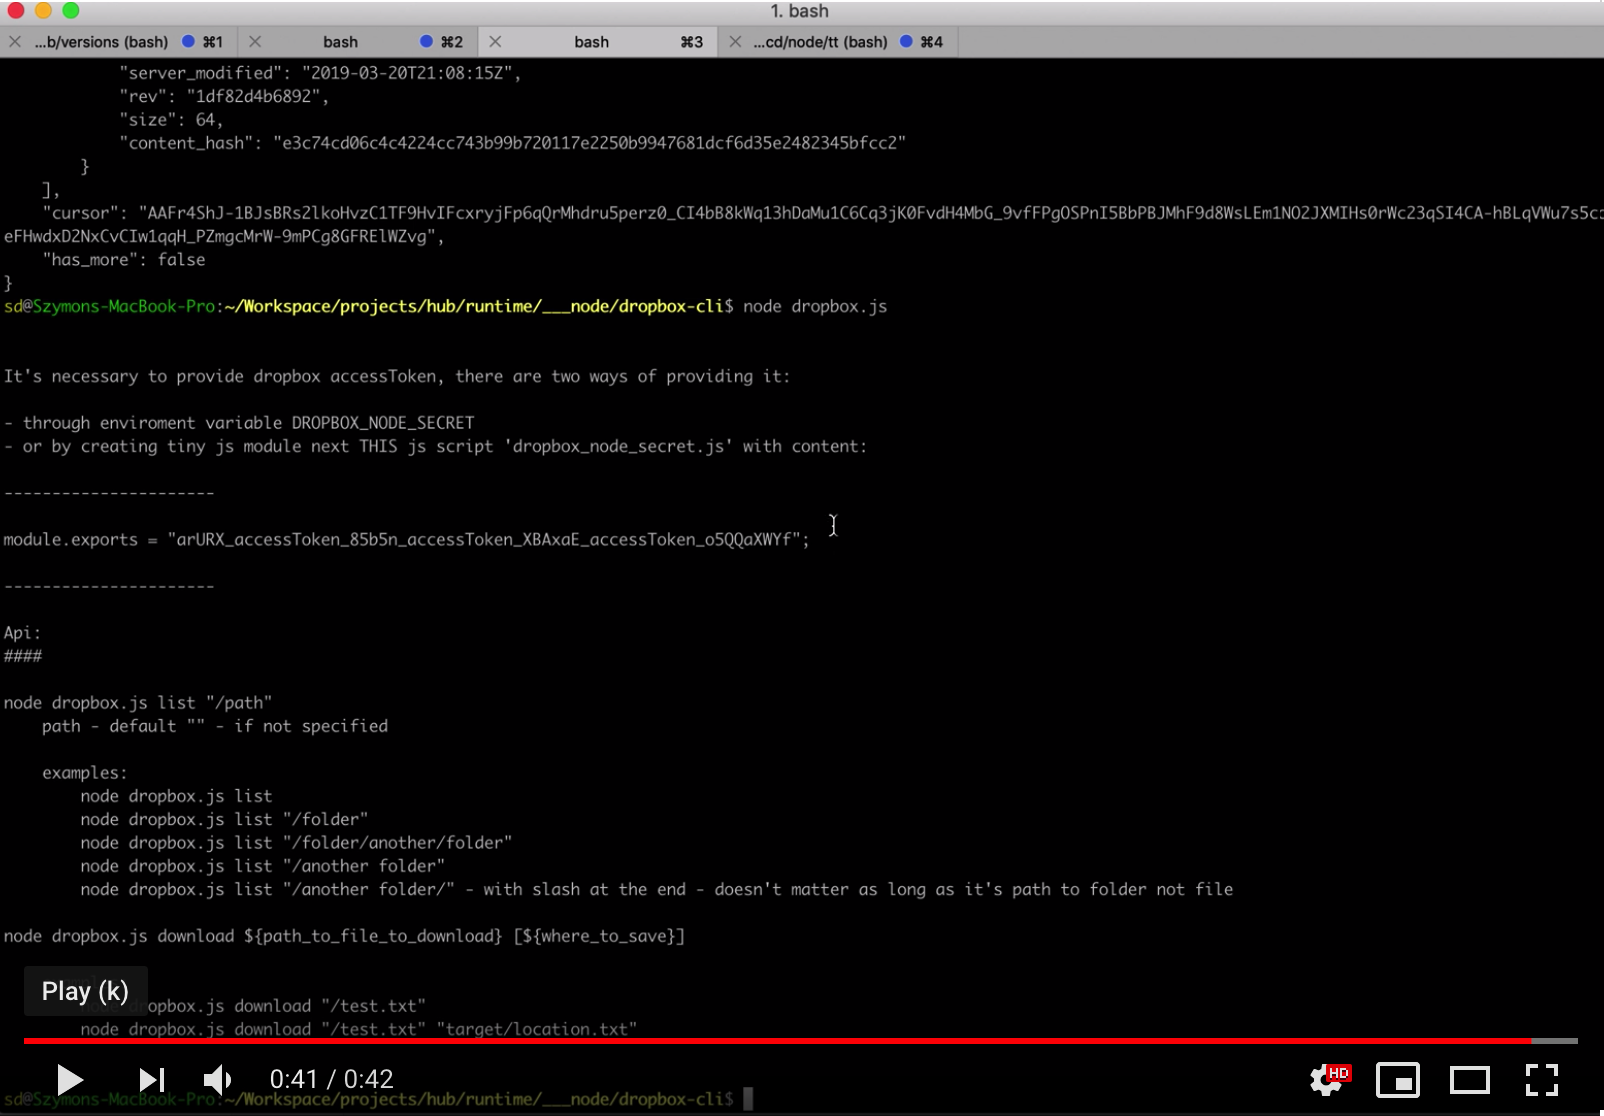 1. bash
...b/versions (bash) ⌘1 bash ⌘2 bash ⌘3 ...cd/node/tt (bash) ⌘4
"server_modified": "2019-03-20T21:08:15Z",
"rev": "1df82d4b6892",
"size": 64,
"content_hash": "e3c74cd06c4c4224cc743b99b720117e2250b9947681dcf6d35e2482345bfcc2"
}
],
"cursor": "AAFr4ShJ-1BJsBRs2lkoHvzC1TF9HvIFcxryjFp6qQrMhdru5perz0_CI4bB8kWq13hDaMu1C6Cq3jK0FvdH4MbG_9vfFPgOSPnI5BbPBJMhF9d8WsLEm1NO2JXMIHs0rWc23qSI4CA-hBLqVWu7s5cc
eFHwdxD2NxCvCIw1qqH_PZmgcMrW-9mPCg8GFRElWZvg",
"has_more": false
}
sd@Szymons-MacBook-Pro:~/Workspace/projects/hub/runtime/___node/dropbox-cli$ node dropbox.js
It's necessary to provide dropbox accessToken, there are two ways of providing it:
- through enviroment variable DROPBOX_NODE_SECRET
- or by creating tiny js module next THIS js script 'dropbox_node_secret.js' with content:
----------------------
module.exports = "arURX_accessToken_85b5n_accessToken_XBAxaE_accessToken_o5QQaXWYf";
----------------------
Api:
####
node dropbox.js list "/path"
path - default "" - if not specified
examples:
node dropbox.js list
node dropbox.js list "/folder"
node dropbox.js list "/folder/another/folder"
node dropbox.js list "/another folder"
node dropbox.js list "/another folder/" - with slash at the end - doesn't matter as long as it's path to folder not file
node dropbox.js download ${path_to_file_to_download} [${where_to_save}]
Play (k)
node dropbox.js download "/test.txt"
node dropbox.js download "/test.txt" "target/location.txt"
0:41 / 0:42
HD
sd@Szymons-MacBook-Pro:~/Workspace/projects/hub/runtime/___node/dropbox-cli$